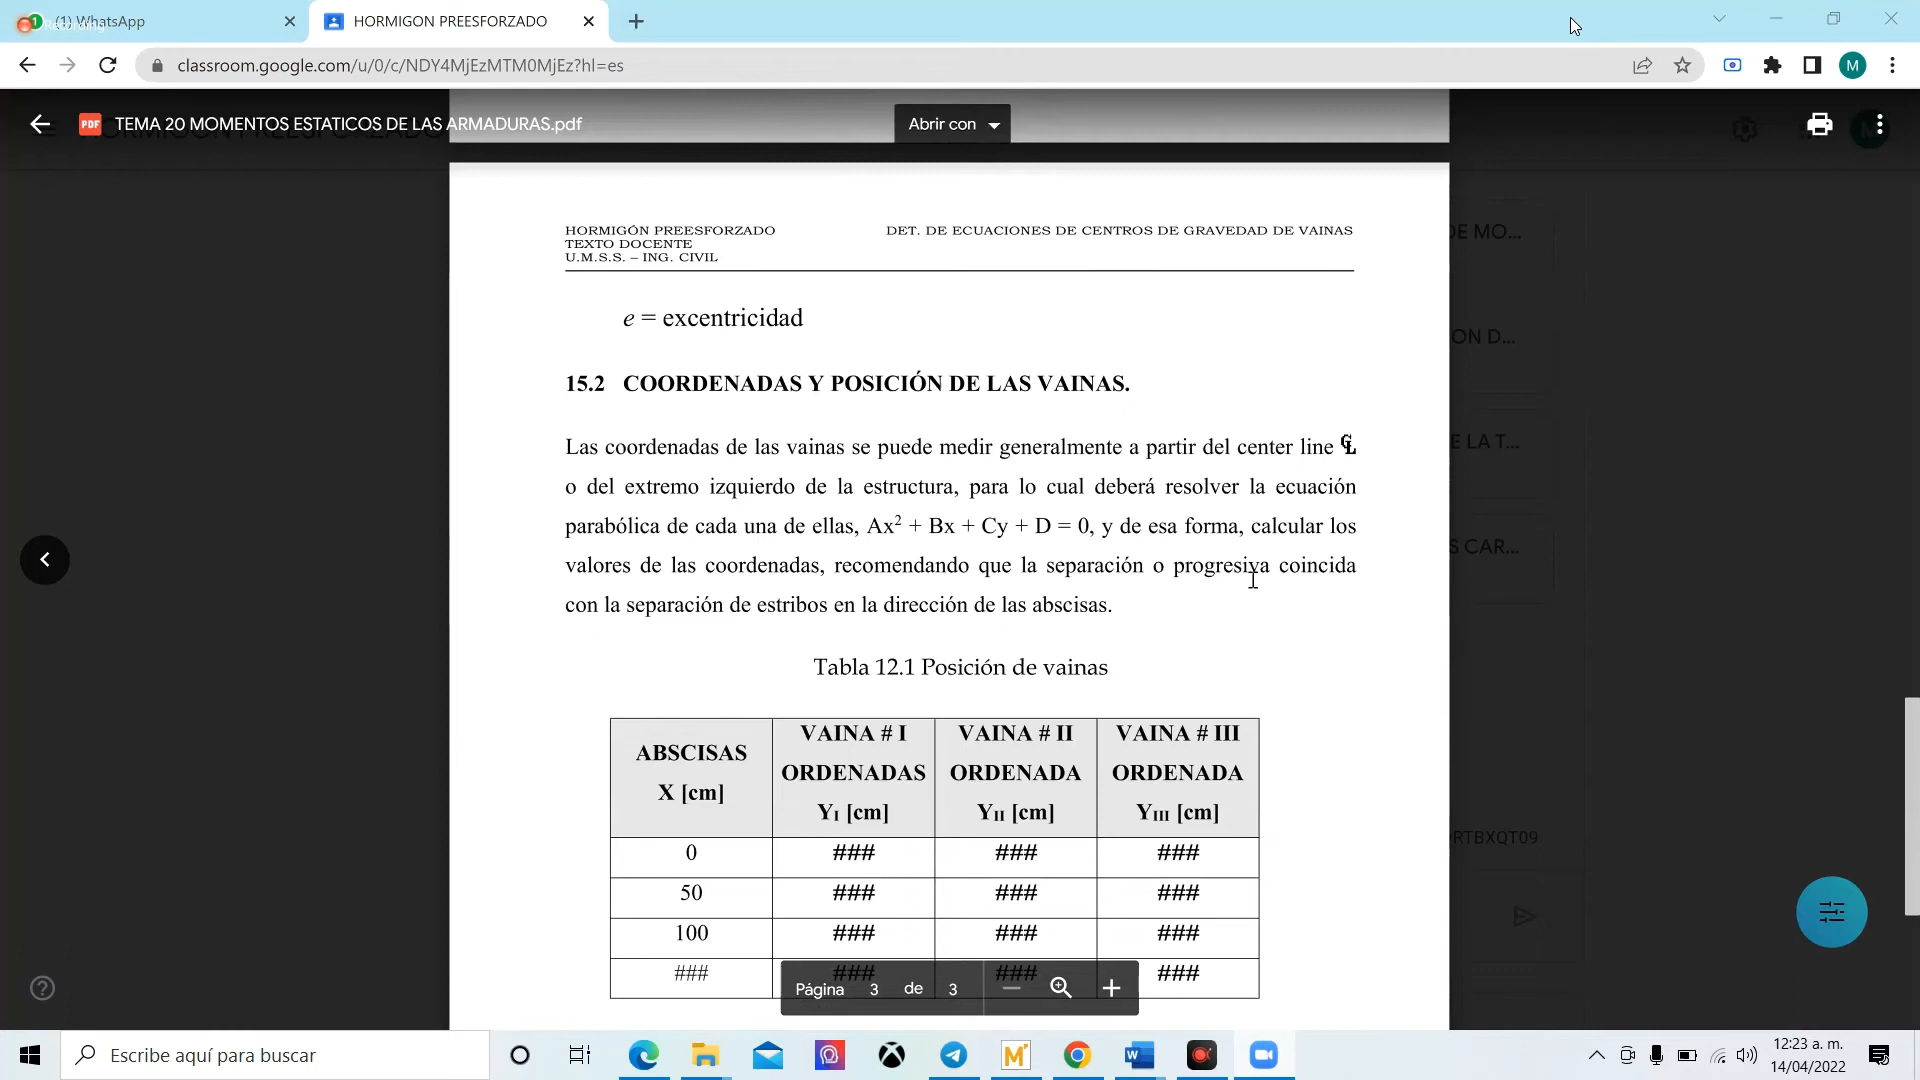 (1) WhatsApp
Recording
HORMIGON PREESFORZADO
classroom.google.com/u/0/c/NDY4MjEzMTM0MjEz?hl=es
M
PDF
TEMA 20 MOMENTOS ESTATICOS DE LAS ARMADURAS.pdf
Abrir con
HORMIGÓN PREESFORZADO
DET. DE ECUACIONES DE CENTROS DE GRAVEDAD DE VAINAS
TEXTO DOCENTE
U.M.S.S. – ING. CIVIL
e = excentricidad
15.2 COORDENADAS Y POSICIÓN DE LAS VAINAS.
Las coordenadas de las vainas se puede medir generalmente a partir del center line ℄
o del extremo izquierdo de la estructura, para lo cual deberá resolver la ecuación
parabólica de cada una de ellas, Ax² + Bx + Cy + D = 0, y de esa forma, calcular los
valores de las coordenadas, recomendando que la separación o progresiva coincida
con la separación de estribos en la dirección de las abscisas.
Tabla 12.1 Posición de vainas
ABSCISAS X [cm] VAINA # I ORDENADAS YI [cm] VAINA # II ORDENADA YII [cm] VAINA # III ORDENADA YIII [cm]
0 ### ### ###
50 ### ### ###
100 ### ### ###
### ### ### ###
Página 3 de 3
DE MO...
ON D...
E LA T...
S CAR...
RTBXQT09
Escribe aquí para buscar
12:23 a. m.
14/04/2022